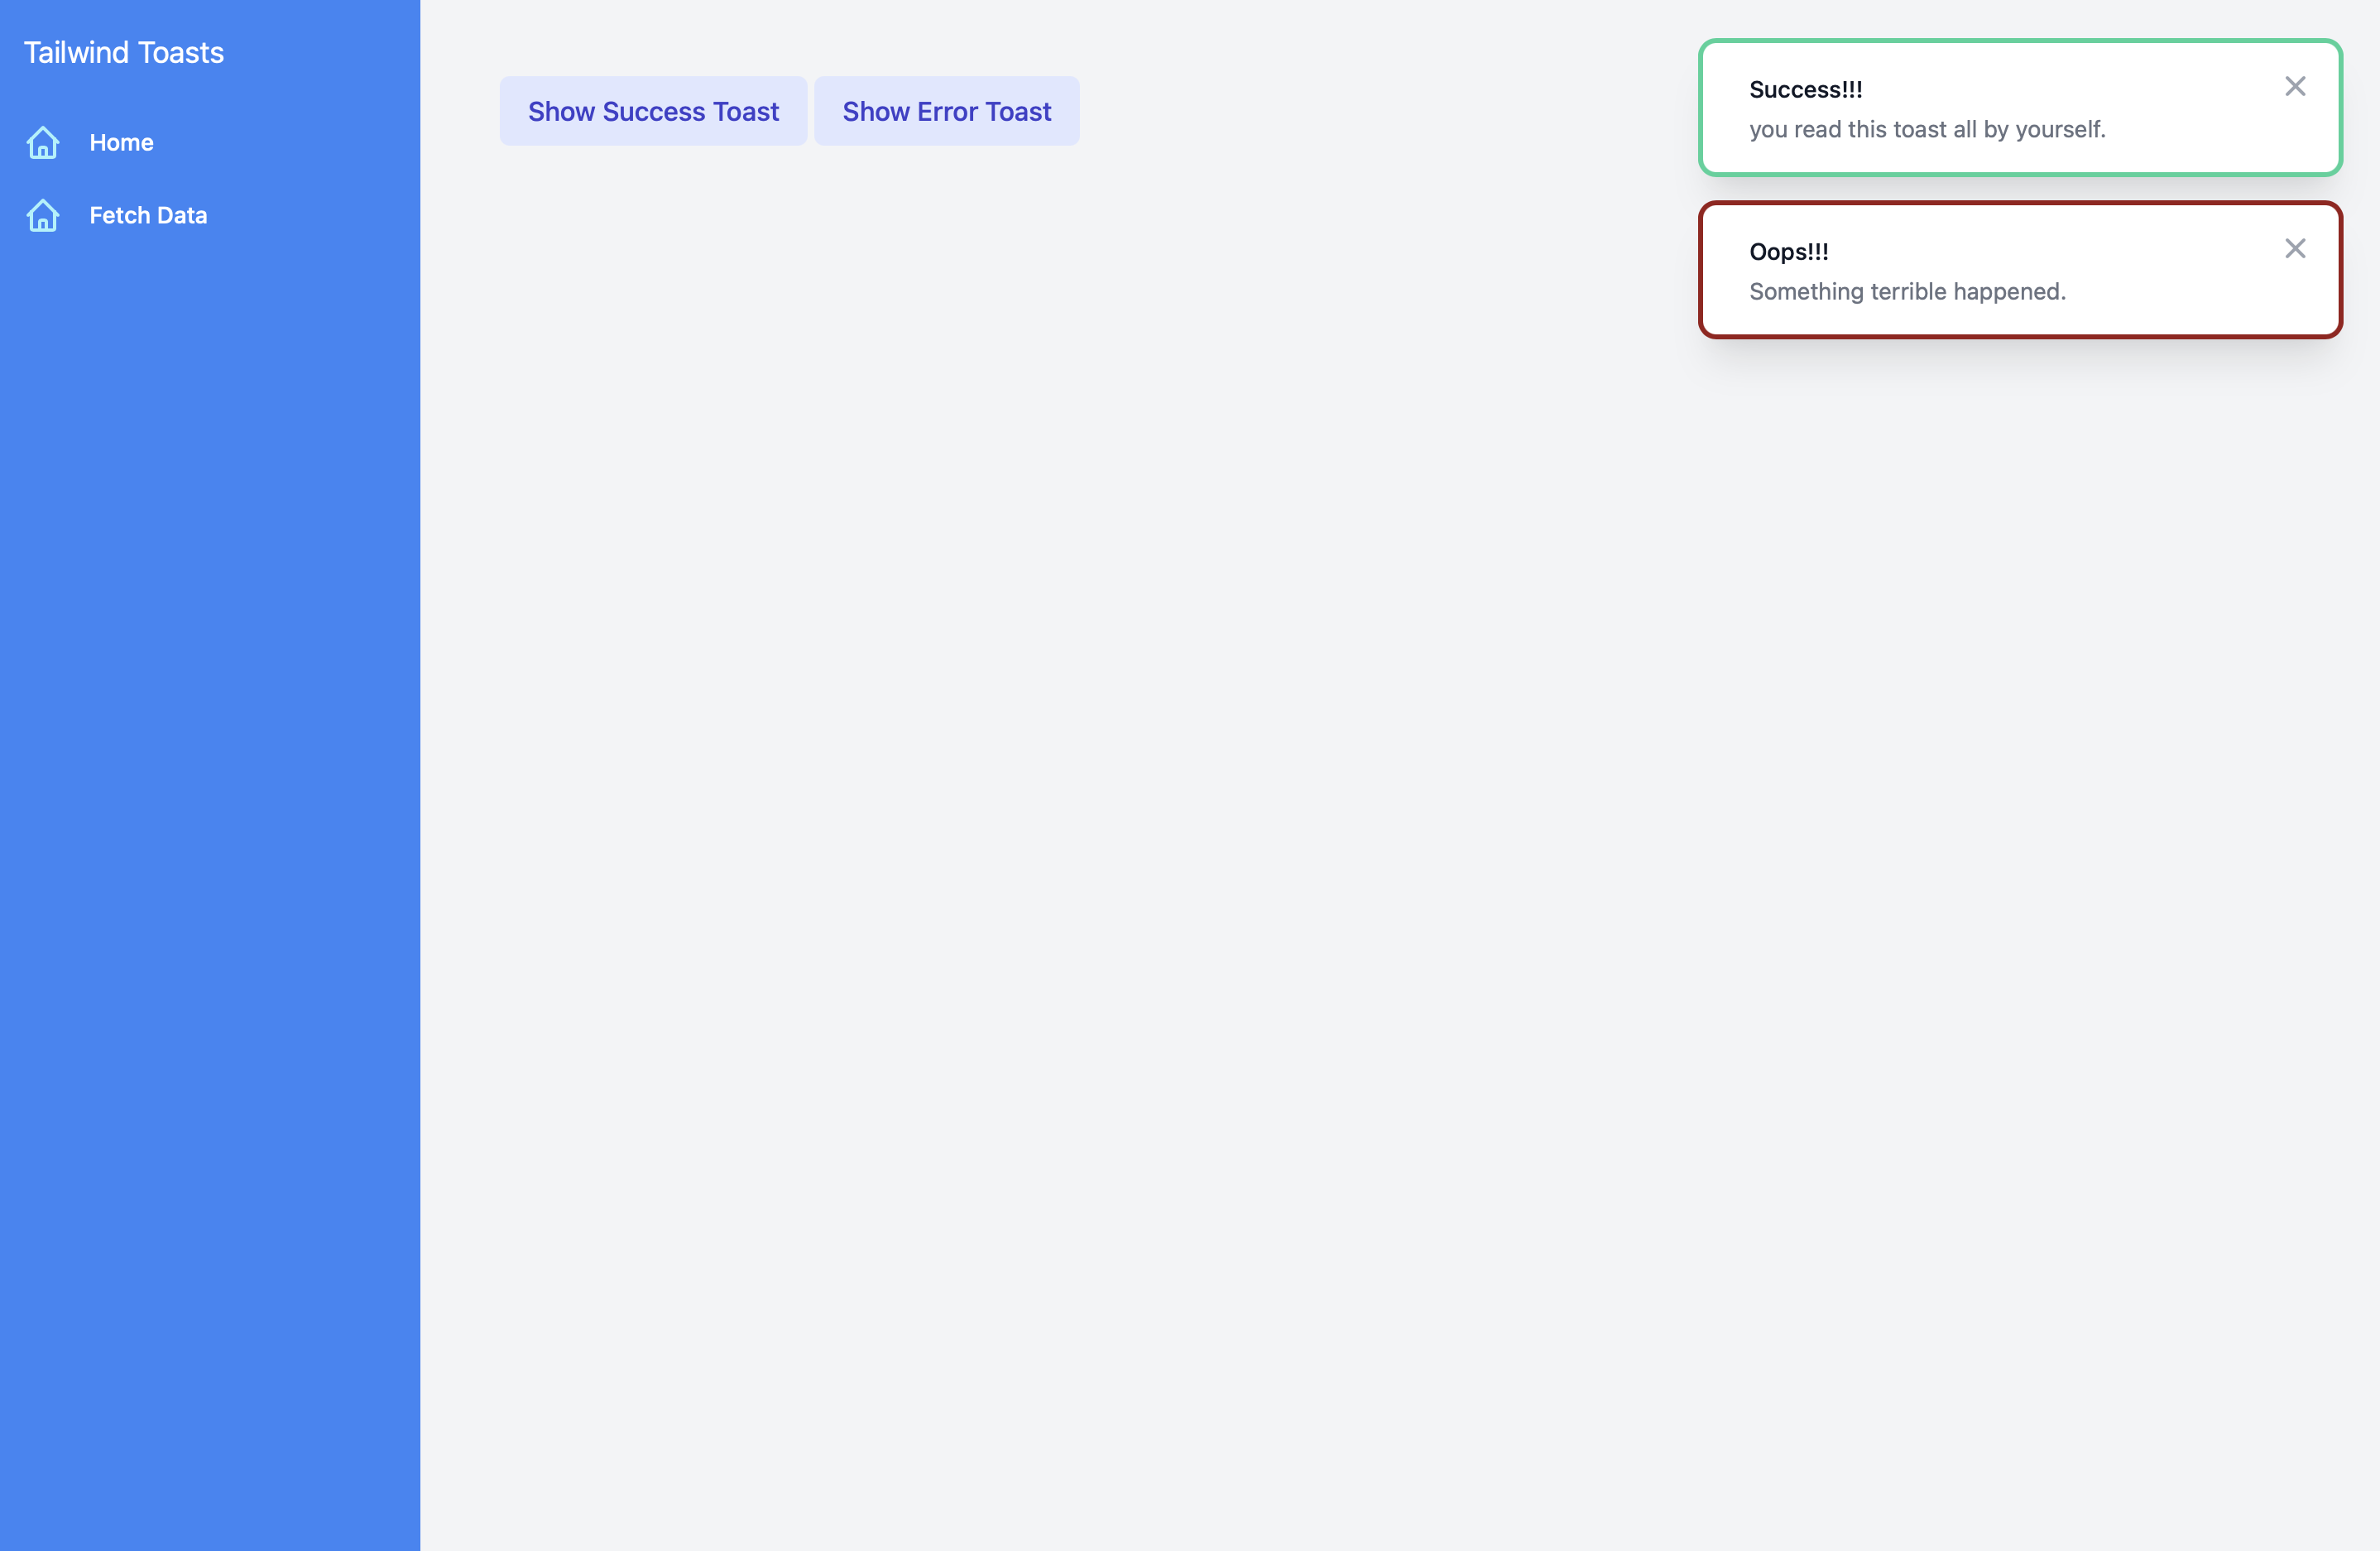 Tailwind Toasts
Home
Fetch Data
Show Success Toast
Show Error Toast
Success!!!
you read this toast all by yourself.
Oops!!!
Something terrible happened.